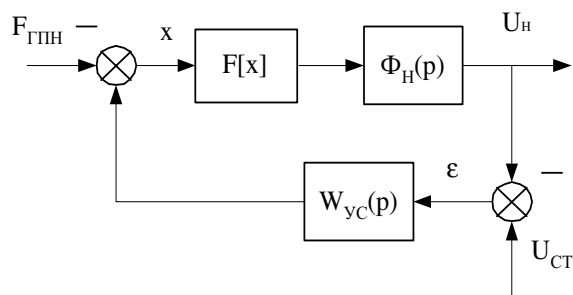 F_ГПН −
x
F[x]
Φ_Н(p)
U_Н
W_УС(p)
ε
−
U_СТ